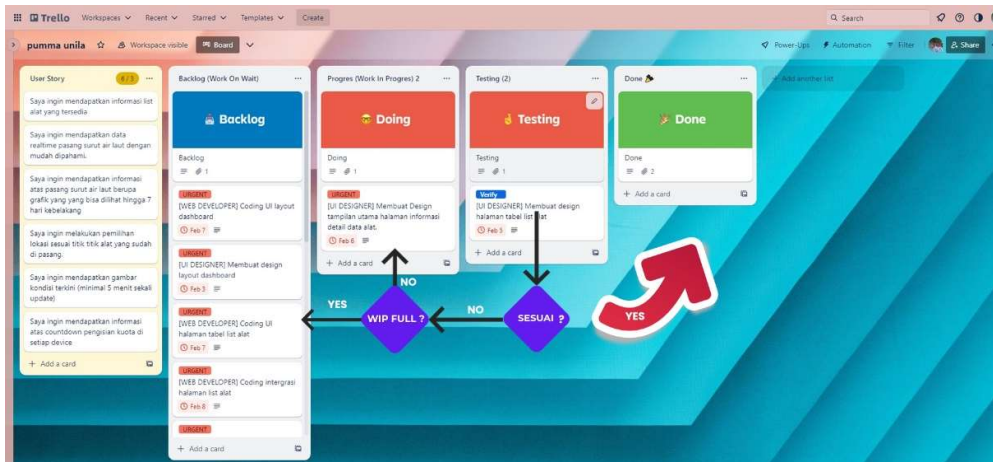 Trello
Workspaces
Recent
Starred
Templates
Create
Search
pumma unila
Workspace visible
Board
Power-Ups
Automation
Filter
Share
User Story
6/5
Saya ingin mendapatkan informasi list
alat yang tersedia
Saya ingin mendapatkan data
realtime pasang surut air laut dengan
mudah dipahami.
Saya ingin mendapatkan informasi
atas pasang surut air laut berupa
grafik yang yang bisa dilihat hingga 7
hari kebelakang
Saya ingin melakukan pemilihan
lokasi sesuai titik titik alat yang sudah
di pasang.
Saya ingin mendapatkan gambar
kondisi terkini (minimal 5 menit sekali
update)
Saya ingin mendapatkan informasi
atas countdown pengisian kuota di
setiap device
+ Add a card
Backlog (Work On Wait)
Backlog
Backlog
1
URGENT
[WEB DEVELOPER] Coding UI layout
dashboard
Feb 7
URGENT
[UI DESIGNER] Membuat design
layout dashboard
URGENT
[WEB DEVELOPER] Coding UI
halaman tabel list alat
Feb 7
URGENT
[WEB DEVELOPER] Coding intergrasi
halaman list alat
Feb 8
URGENT
+ Add a card
Progres (Work In Progres) 2
Doing
Doing
1
URGENT
[UI DESIGNER] Membuat Design
tampilan utama halaman informasi
detail data alat.
Feb 6
+ Add a card
Testing (2)
Testing
Testing
1
Verify
[UI DESIGNER] Membuat design
halaman tabel list alat
Feb 5
+ Add a card
Done
Done
Done
2
+ Add a card
+ Add another list
NO
YES
WIP FULL ?
NO
SESUAI ?
YES